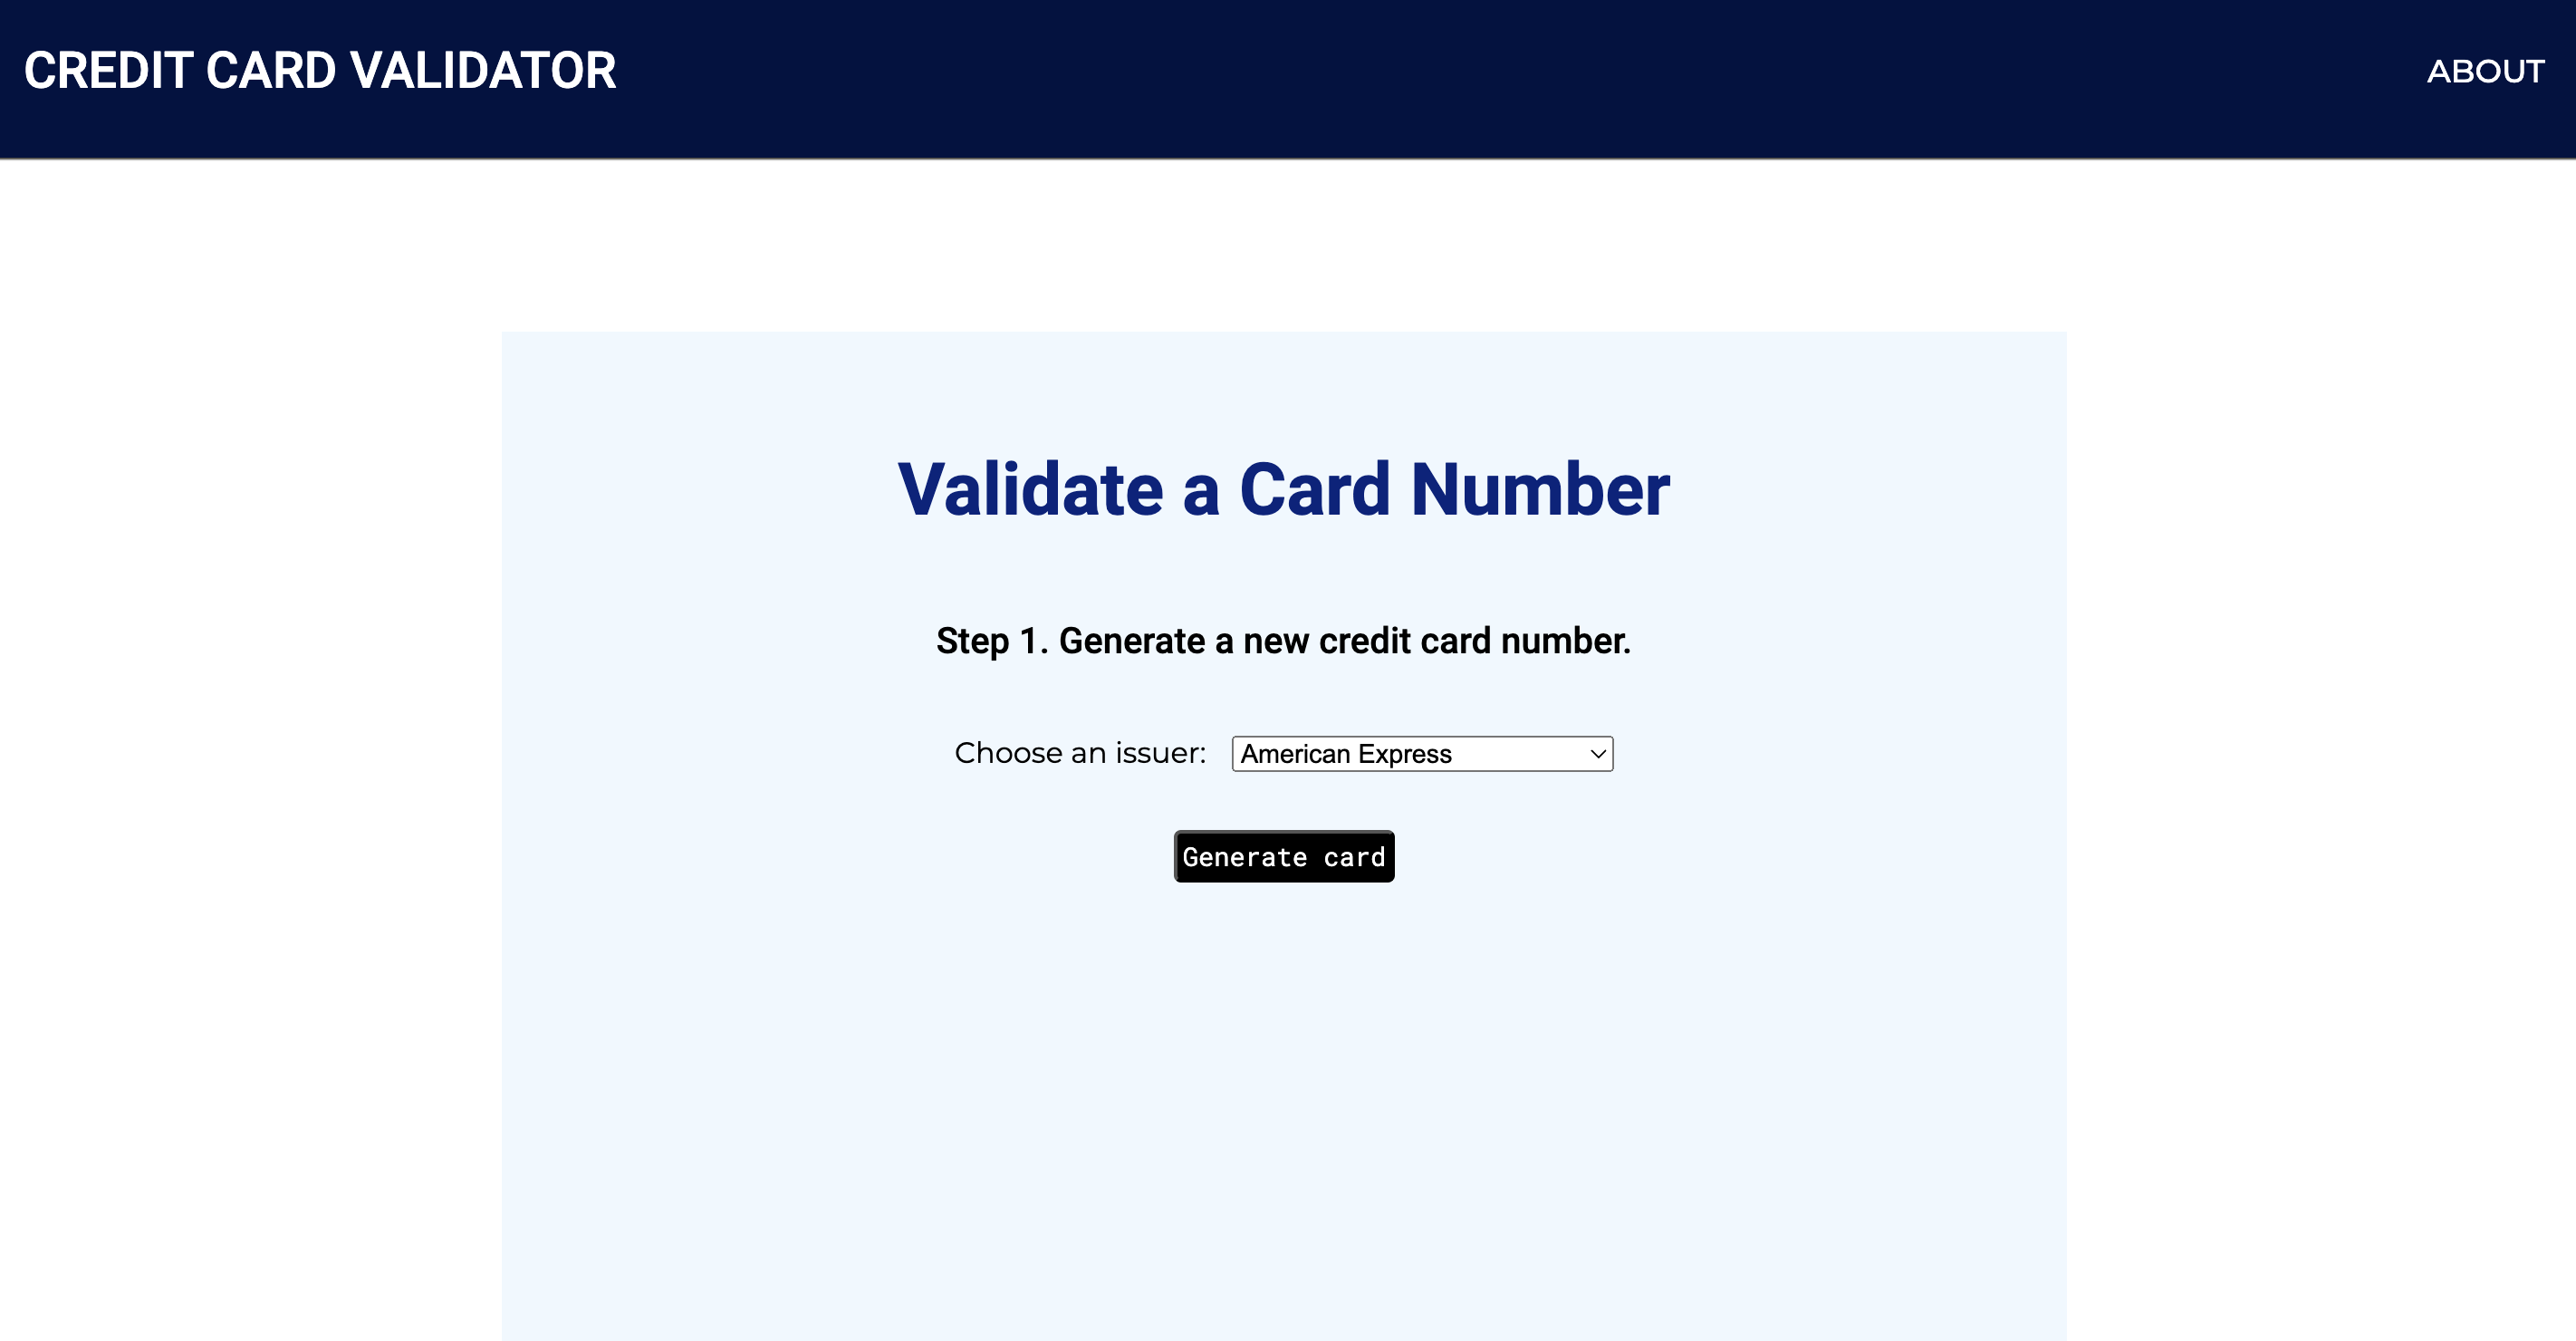 CREDIT CARD VALIDATOR
ABOUT
Validate a Card Number
Step 1. Generate a new credit card number.
Choose an issuer: American Express
Generate card